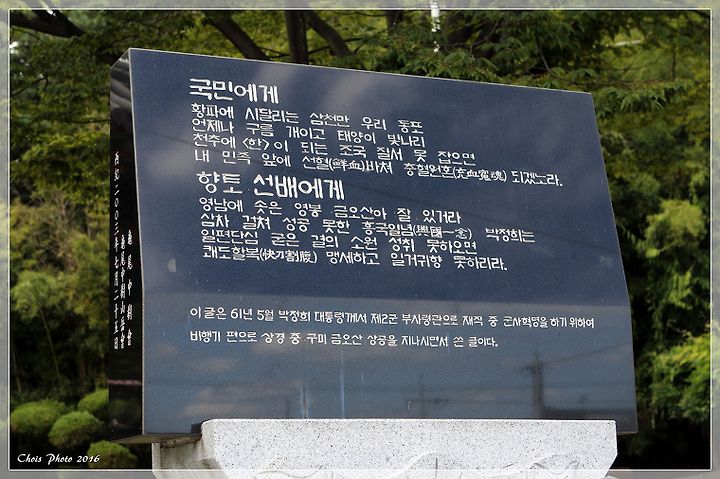 국민에게
황파에 시달리는 삼천만 우리 동포
언제나 구름 개이고 태양이 빛나리
천추에 <한>이 되는 조국 질서 못 잡으면
내 민족 앞에 선혈(鮮血)바쳐 충혈원혼(充血寃魂) 되겠노라.
향토 선배에게
영남에 솟은 영봉 금오산아 잘 있거라
삼차 걸쳐 성공 못한 흥국일념(興國一念) 박정희는
일편단심 굳은 결의 소원 성취 못하오면
쾌도할복(快刀割腹) 맹세하고 일거귀향 못하리라.
이 글은 61년 5월 박정희 대통령께서 제2군 부사령관으로 재직 중 군사혁명을 하기 위하여
비행기 편으로 상경 중 구미 금오산 상공을 지나시면서 쓴 글이다.
Chois Photo 2016